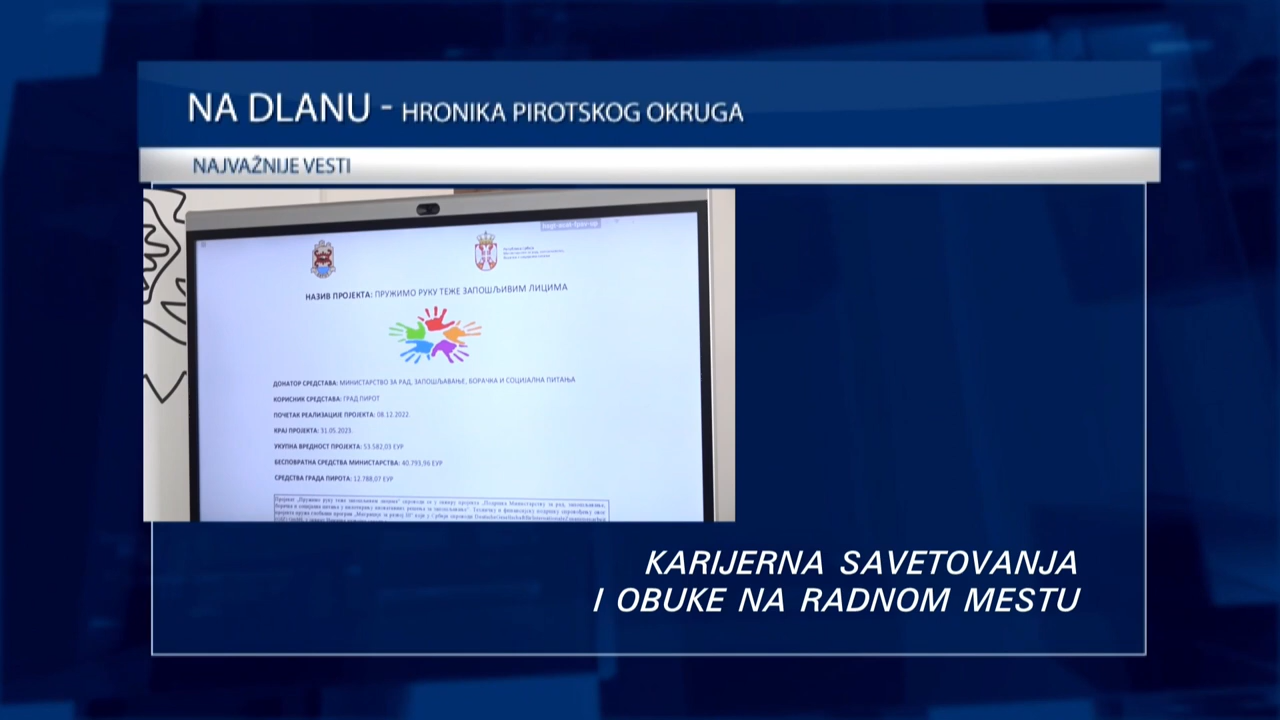 NA DLANU - HRONIKA PIROTSKOG OKRUGA
NAJVAŽNIJE VESTI
НАЗИВ ПРОЈЕКТА: ПРУЖИМО РУКУ ТЕЖЕ ЗАПОШЉИВИМ ЛИЦИМА
ДОНАТОР СРЕДСТАВА: МИНИСТАРСТВО ЗА РАД, ЗАПОШЉАВАЊЕ, БОРАЧКА И СОЦИЈАЛНА ПИТАЊА
КОРИСНИК СРЕДСТАВА: ГРАД ПИРОТ
ПОЧЕТАК РЕАЛИЗАЦИЈЕ ПРОЈЕКТА: 08.12.2022.
КРАЈ ПРОЈЕКТА: 31.05.2023.
УКУПНА ВРЕДНОСТ ПРОЈЕКТА: 53.582,03 ЕУР
БЕСПОВРАТНА СРЕДСТВА МИНИСТАРСТВА: 40.793,96 ЕУР
СРЕДСТВА ГРАДА ПИРОТА: 12.788,07 ЕУР
KARIJERNA SAVETOVANJA
I OBUKE NA RADNOM MESTU